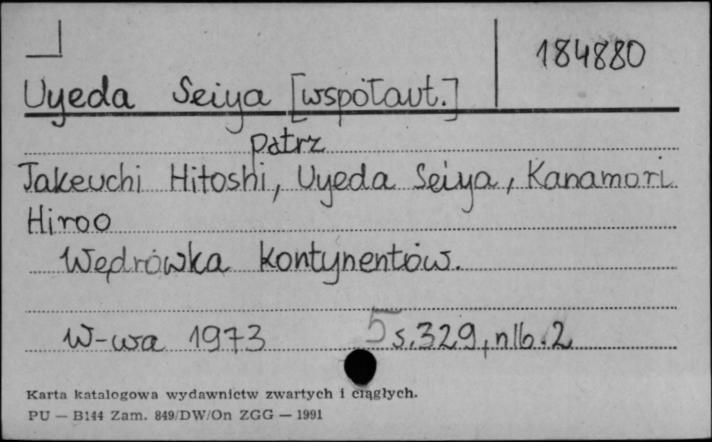 184880
Uyeda Seiya [współaut.]
patrz
Takeuchi Hitoshi, Uyeda Seiya, Kanamori
Hiroo
Wędrówka kontynentów.
W-wa 1973 5 s. 329, nlb. 2
Karta katalogowa wydawnictw zwartych i ciągłych.
PU — B144 Zam. 849/DW/On ZGG — 1991